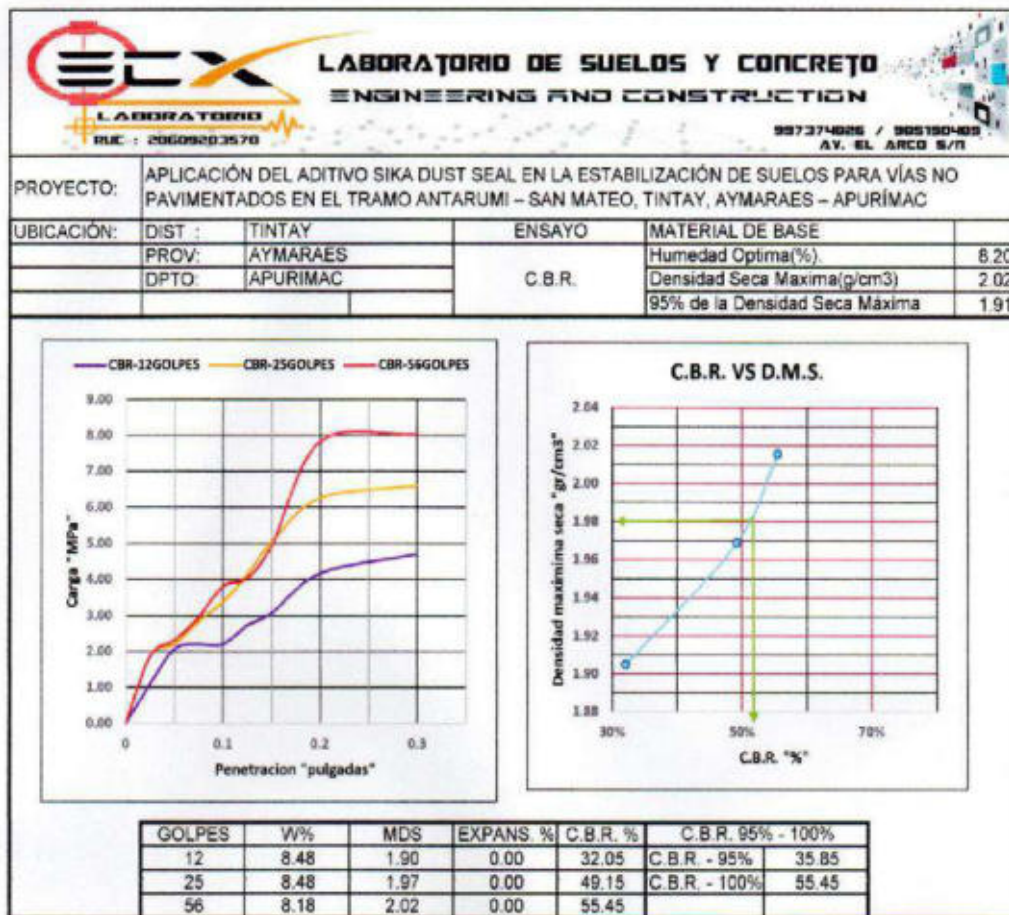 ECX
LABORATORIO
RUC : 20609203570
LABORATORIO DE SUELOS Y CONCRETO
ENGINEERING AND CONSTRUCTION
997374826 / 985190409
AV. EL ARCO S/N
PROYECTO: APLICACIÓN DEL ADITIVO SIKA DUST SEAL EN LA ESTABILIZACIÓN DE SUELOS PARA VÍAS NO
PAVIMENTADOS EN EL TRAMO ANTARUMI – SAN MATEO, TINTAY, AYMARAES – APURÍMAC
UBICACIÓN: DIST : TINTAY ENSAYO MATERIAL DE BASE
PROV: AYMARAES Humedad Optima(%). 8.20
DPTO: APURIMAC C.B.R. Densidad Seca Maxima(g/cm3) 2.02
95% de la Densidad Seca Máxima 1.91
CBR-12GOLPES CBR-25GOLPES CBR-56GOLPES
9.00
8.00
7.00
6.00
5.00
4.00
3.00
2.00
1.00
0.00
Carga "MPa"
0 0.1 0.2 0.3
Penetracion "pulgadas"
C.B.R. VS D.M.S.
2.04
2.02
2.00
1.98
1.96
1.94
1.92
1.90
1.88
Densidad maximina seca "gr/cm3"
30% 50% 70%
C.B.R. "%"
GOLPES W% MDS EXPANS. % C.B.R. % C.B.R. 95% - 100%
12 8.48 1.90 0.00 32.05 C.B.R. - 95% 35.85
25 8.48 1.97 0.00 49.15 C.B.R. - 100% 55.45
56 8.18 2.02 0.00 55.45